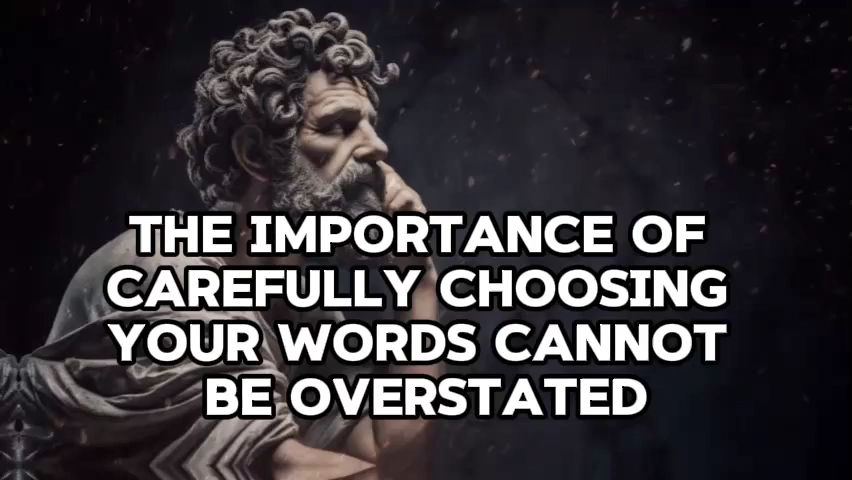 THE IMPORTANCE OF
CAREFULLY CHOOSING
YOUR WORDS CANNOT
BE OVERSTATED